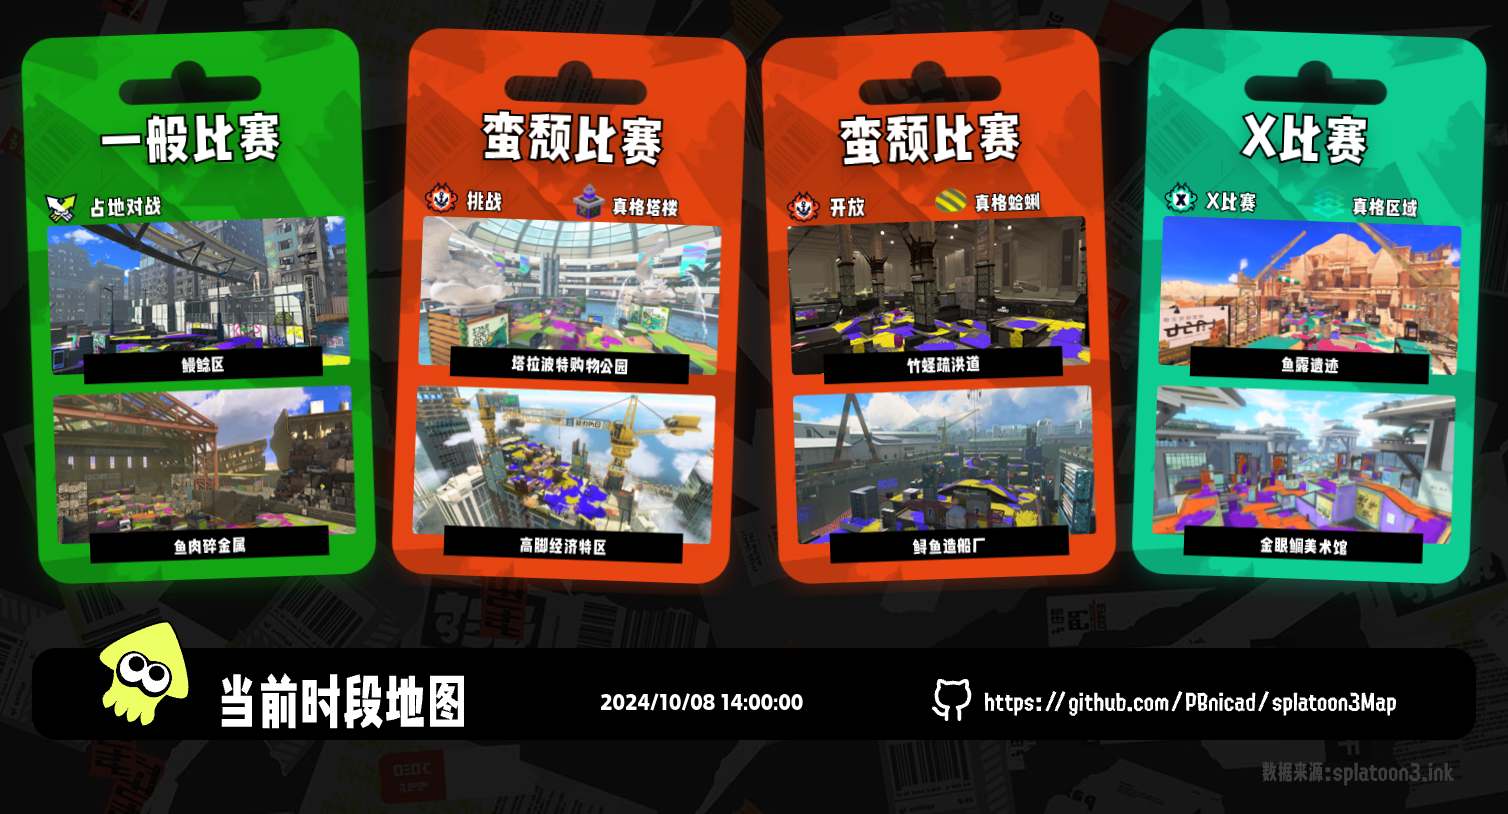 一般比赛
占地对战
鳗鲶区
鱼肉碎金属
蛮颓比赛
挑战
真格塔楼
塔拉波特购物公园
高脚经济特区
蛮颓比赛
开放
真格蛤蜊
竹蛏疏洪道
鲟鱼造船厂
X比赛
X比赛
真格区域
鱼露遗迹
金眼鲷美术馆
当前时段地图
2024/10/08 14:00:00
https://github.com/PBnicad/splatoon3Map
数据来源:splatoon3.ink